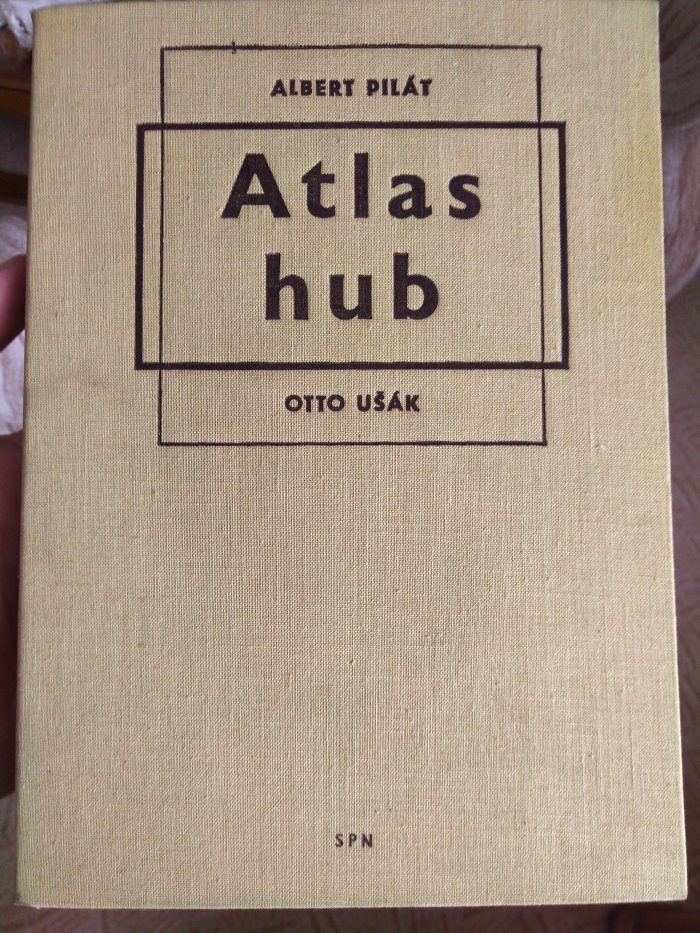 ALBERT PILÁT
Atlas
hub
OTTO UŠÁK
SPN